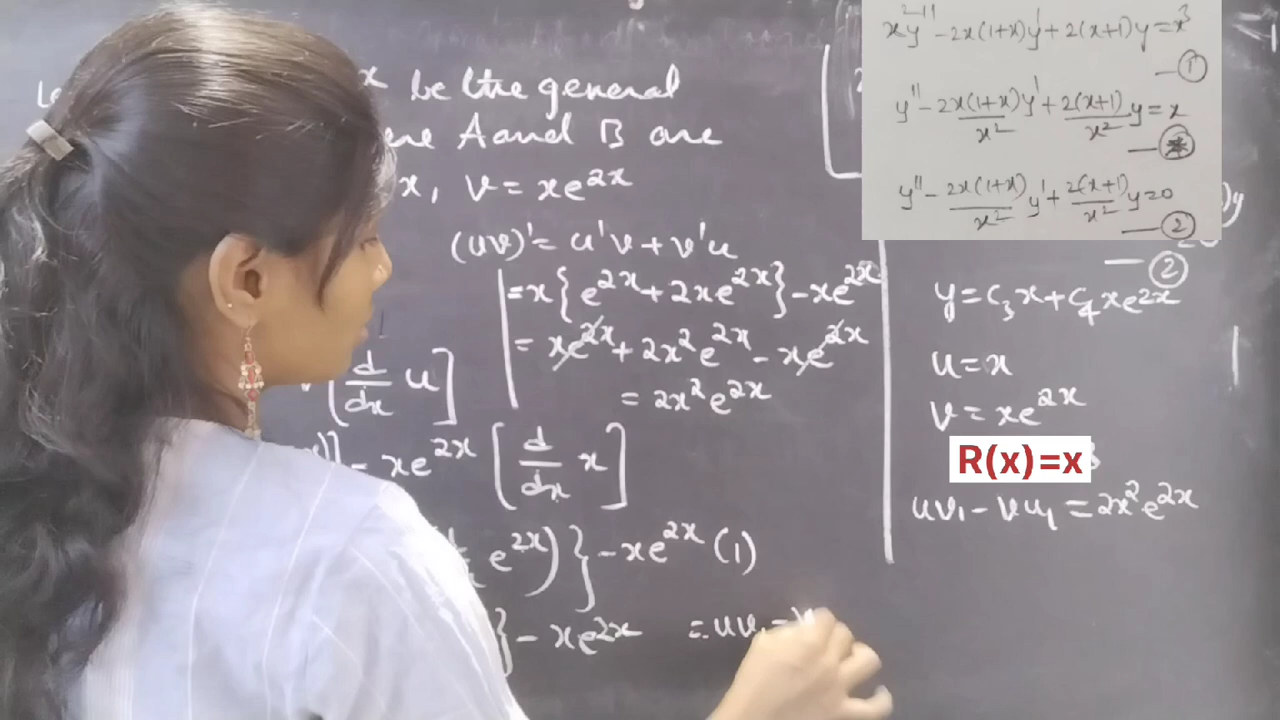 x²y'' - 2x(1+x)y' + 2(x+1)y = x³
— ①
y'' - 2x(1+x)/x² y' + 2(x+1)/x² y = x
—
y'' - 2x(1+x)/x² y' + 2(x+1)/x² y = 0
— ②
x be the general
A and B are
x, v = xe^2x
(uv)' = u'v + v'u
= x{e^2x + 2xe^2x} - xe^2x
= xe^2x + 2x²e^2x - xe^2x
= 2x²e^2x
[d/dx u]
- xe^2x [d/dx x]
e^2x)} - xe^2x (1)
} - xe^2x = uv₁ -
y
— ②
y = c₃x + c₄xe^2x
u = x
v = xe^2x
R(x)=x
uv₁ - vu₁ = 2x²e^2x